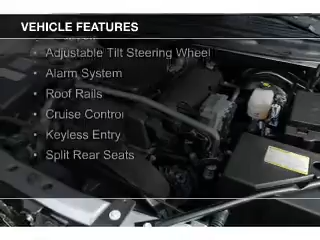 VEHICLE FEATURES
• Adjustable Tilt Steering Wheel
• Alarm System
• Roof Rails
• Cruise Control
• Keyless Entry
• Split Rear Seats